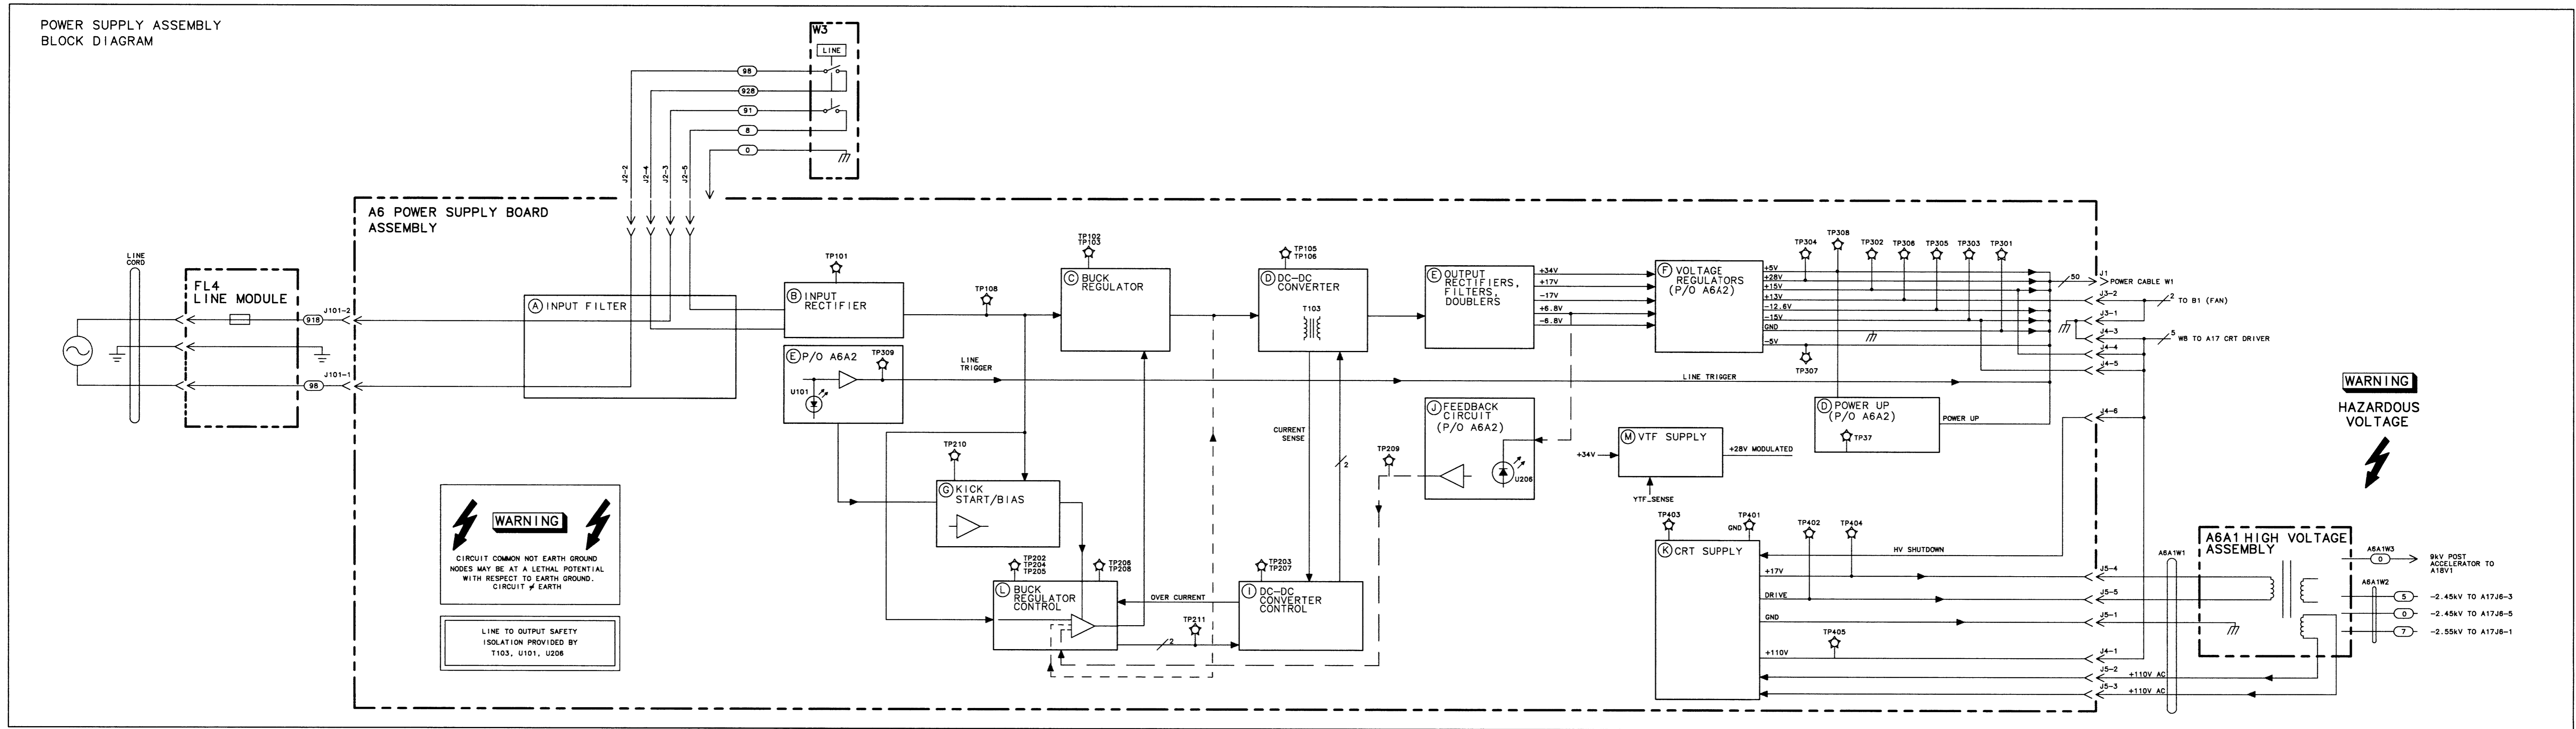 POWER SUPPLY ASSEMBLY
BLOCK DIAGRAM
W3
LINE
98
928
91
8
0
J2-2
J2-4
J2-3
J2-5
A6 POWER SUPPLY BOARD
ASSEMBLY
LINE
CORD
FL4
LINE MODULE
918
J101-2
98
J101-1
A INPUT FILTER
TP101
B INPUT
RECTIFIER
TP108
TP102
TP103
C BUCK
REGULATOR
TP105
TP106
D DC-DC
CONVERTER
T103
E OUTPUT
RECTIFIERS,
FILTERS,
DOUBLERS
+34V
+17V
-17V
+6.8V
-6.8V
F VOLTAGE
REGULATORS
(P/O A6A2)
+5V
+28V
+15V
+13V
-12.6V
-15V
GND
-5V
TP304
TP308
TP302
TP306
TP305
TP303
TP301
TP307
50
J1
POWER CABLE W1
J3-2
2
TO B1 (FAN)
J3-1
J4-3
5
W8 TO A17 CRT DRIVER
J4-4
J4-5
E P/O A6A2
TP309
U101
LINE
TRIGGER
LINE TRIGGER
D POWER UP
(P/O A6A2)
TP37
POWER UP
J4-6
J FEEDBACK
CIRCUIT
(P/O A6A2)
U206
TP209
CURRENT
SENSE
2
M VTF SUPPLY
+34V
+28V MODULATED
YTF_SENSE
TP210
G KICK
START/BIAS
WARNING
CIRCUIT COMMON NOT EARTH GROUND
NODES MAY BE AT A LETHAL POTENTIAL
WITH RESPECT TO EARTH GROUND.
CIRCUIT ≠ EARTH
LINE TO OUTPUT SAFETY
ISOLATION PROVIDED BY
T103, U101, U206
TP202
TP204
TP205
TP206
TP208
L BUCK
REGULATOR
CONTROL
OVER CURRENT
TP211
2
TP203
TP207
I DC-DC
CONVERTER
CONTROL
TP403
TP401
GND
TP402
TP404
K CRT SUPPLY
HV SHUTDOWN
+17V
DRIVE
GND
TP405
+110V
J5-4
J5-5
J5-1
J4-1
J5-2
+110V AC
J5-3
+110V AC
A6A1W1
A6A1 HIGH VOLTAGE
ASSEMBLY
A6A1W3
0
9kV POST
ACCELERATOR TO
A18V1
A6A1W2
5
-2.45kV TO A17J6-3
0
-2.45kV TO A17J6-5
7
-2.55kV TO A17J6-1
WARNING
HAZARDOUS
VOLTAGE